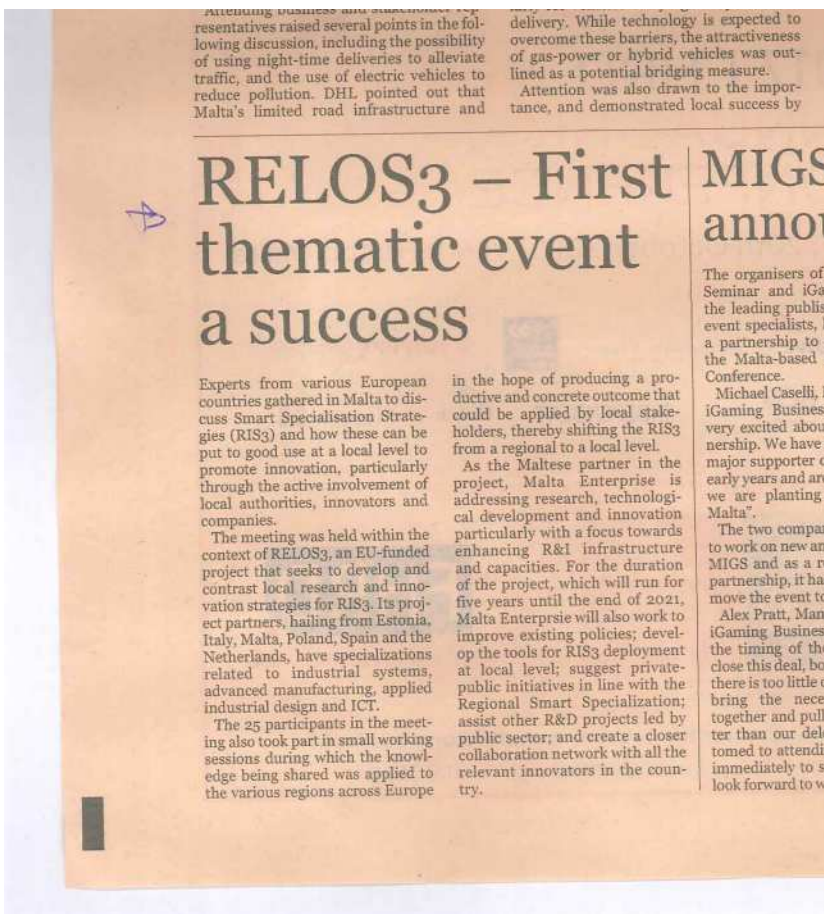 resentatives raised several points in the fol-
lowing discussion, including the possibility
of using night-time deliveries to alleviate
traffic, and the use of electric vehicles to
reduce pollution. DHL pointed out that
Malta's limited road infrastructure and
delivery. While technology is expected to
overcome these barriers, the attractiveness
of gas-power or hybrid vehicles was out-
lined as a potential bridging measure.
Attention was also drawn to the impor-
tance, and demonstrated local success by
RELOS3 – First
thematic event
a success
Experts from various European
countries gathered in Malta to dis-
cuss Smart Specialisation Strate-
gies (RIS3) and how these can be
put to good use at a local level to
promote innovation, particularly
through the active involvement of
local authorities, innovators and
companies.
The meeting was held within the
context of RELOS3, an EU-funded
project that seeks to develop and
contrast local research and inno-
vation strategies for RIS3. Its proj-
ect partners, hailing from Estonia,
Italy, Malta, Poland, Spain and the
Netherlands, have specializations
related to industrial systems,
advanced manufacturing, applied
industrial design and ICT.
The 25 participants in the meet-
ing also took part in small working
sessions during which the knowl-
edge being shared was applied to
the various regions across Europe
in the hope of producing a pro-
ductive and concrete outcome that
could be applied by local stake-
holders, thereby shifting the RIS3
from a regional to a local level.
As the Maltese partner in the
project, Malta Enterprise is
addressing research, technologi-
cal development and innovation
particularly with a focus towards
enhancing R&I infrastructure
and capacities. For the duration
of the project, which will run for
five years until the end of 2021,
Malta Enterprsie will also work to
improve existing policies; devel-
op the tools for RIS3 deployment
at local level; suggest private-
public initiatives in line with the
Regional Smart Specialization;
assist other R&D projects led by
public sector; and create a closer
collaboration network with all the
relevant innovators in the coun-
try.
MIGS
annou
The organisers of
Seminar and iGa
the leading publis
event specialists,
a partnership to
the Malta-based
Conference.
Michael Caselli,
iGaming Busines
very excited abou
nership. We have
major supporter
early years and ar
we are planting
Malta".
The two compa
to work on new an
MIGS and as a r
partnership, it ha
move the event to
Alex Pratt, Man
iGaming Busines
the timing of the
close this deal, bo
there is too little
bring the nece
together and pull
ter than our dele
tomed to attendi
immediately to s
look forward to w